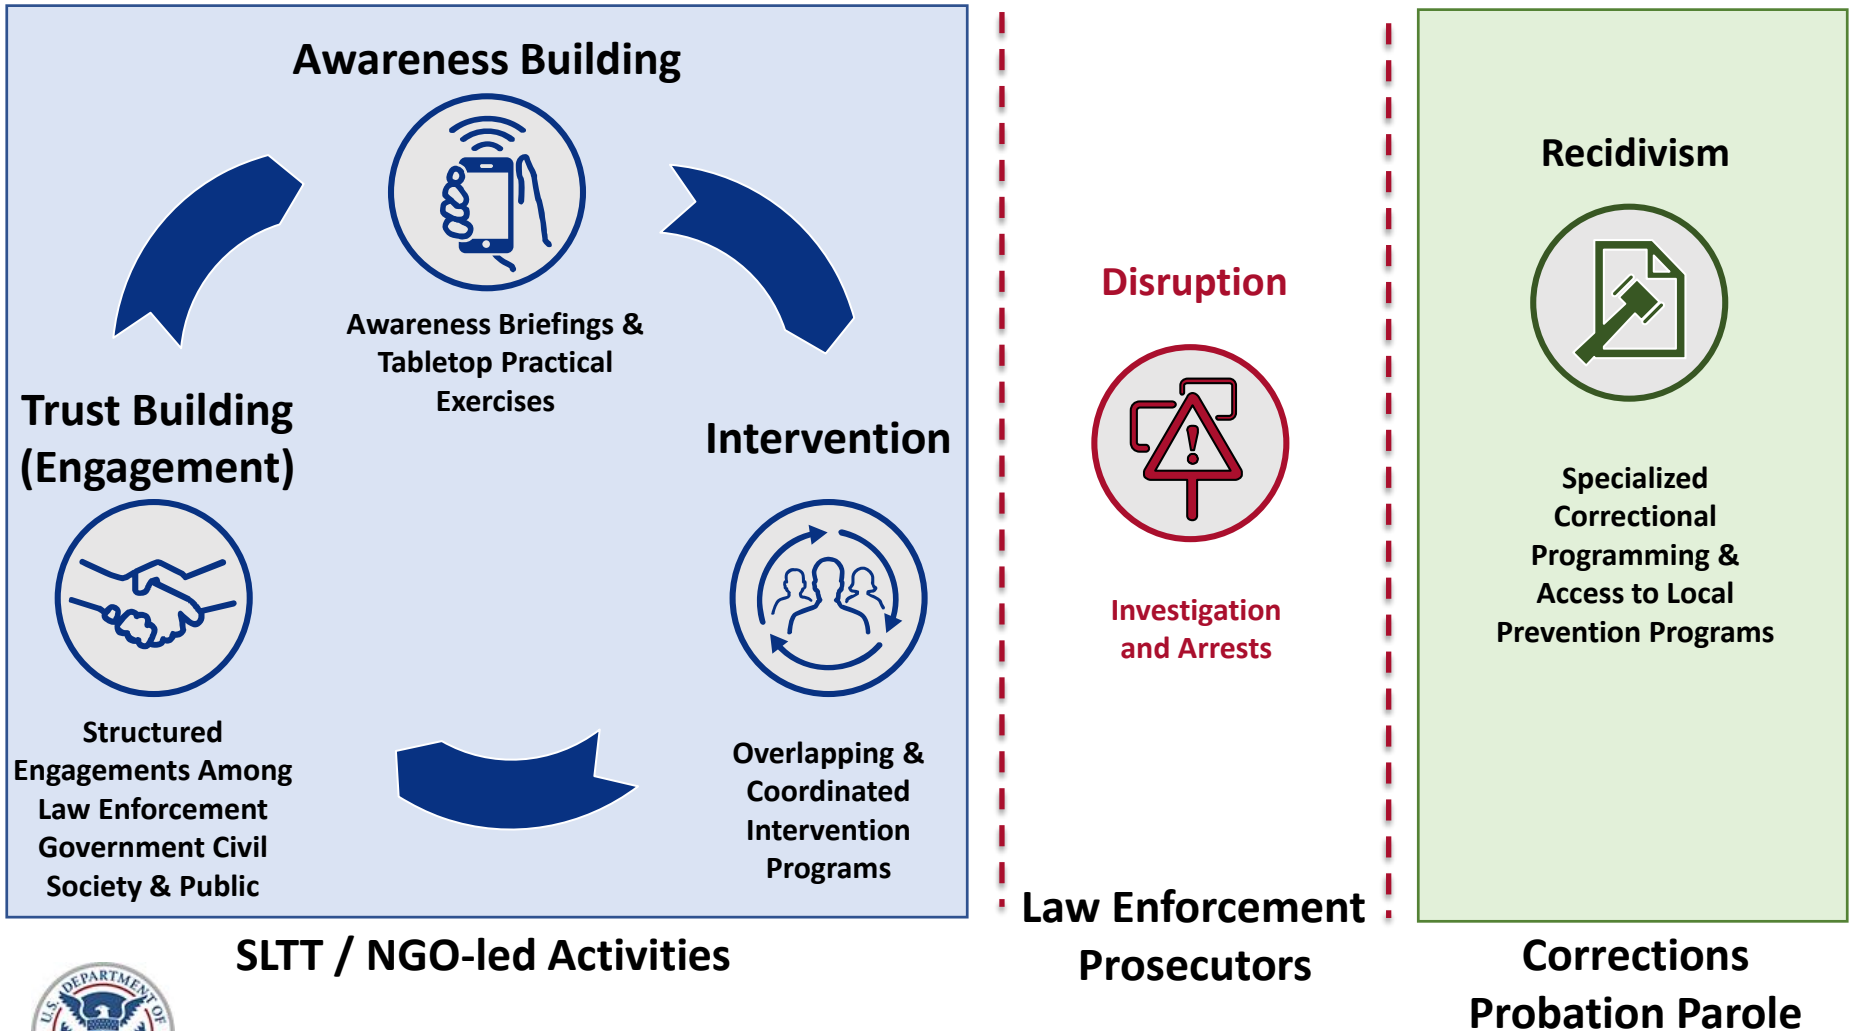 Awareness Building
Awareness Briefings &
Tabletop Practical
Exercises
Trust Building
(Engagement)
Structured
Engagements Among
Law Enforcement
Government Civil
Society & Public
Intervention
Overlapping &
Coordinated
Intervention
Programs
SLTT / NGO-led Activities
Disruption
Investigation
and Arrests
Law Enforcement
Prosecutors
Recidivism
Specialized
Correctional
Programming &
Access to Local
Prevention Programs
Corrections
Probation Parole
U.S. DEPARTMENT OF